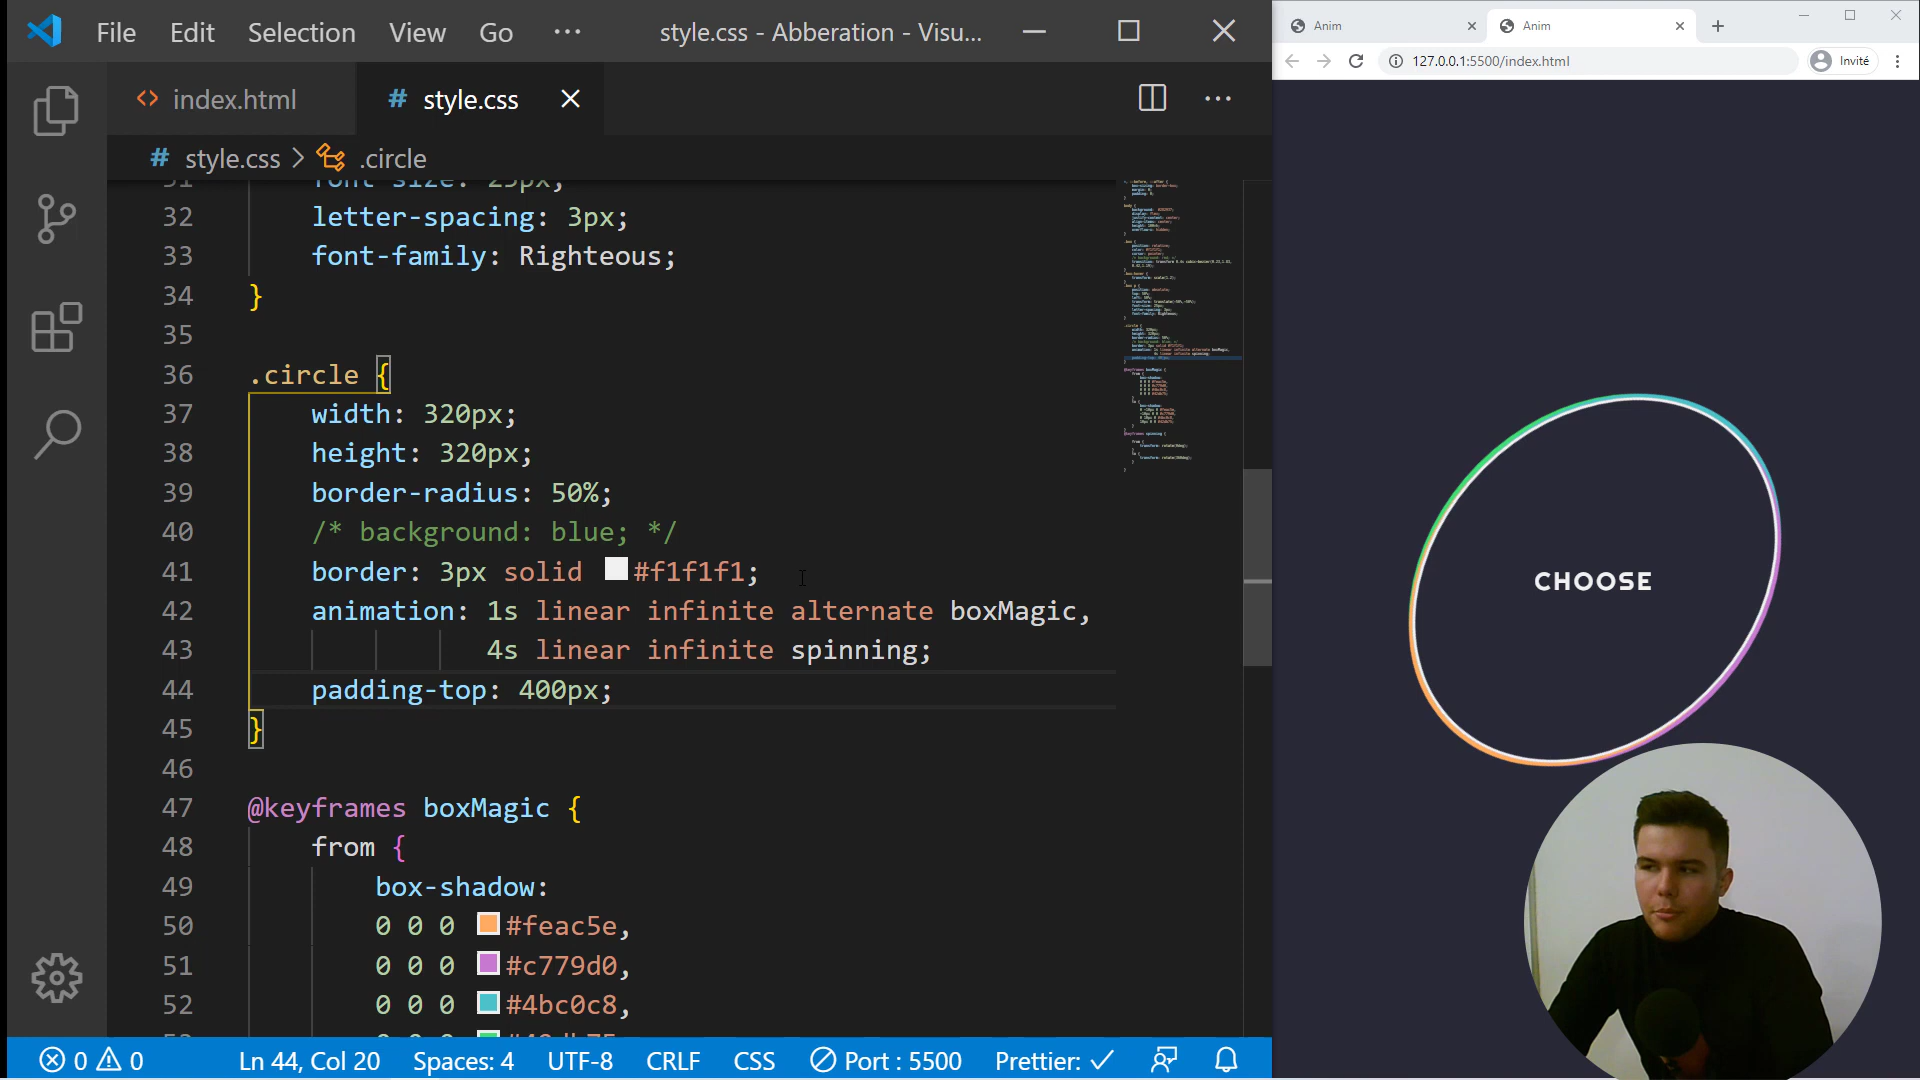 File Edit Selection View Go ··· style.css - Abberation - Visu...
index.html # style.css
# style.css > .circle
31 font-size: 25px;
32 letter-spacing: 3px;
33 font-family: Righteous;
34 }
35
36 .circle {
37 width: 320px;
38 height: 320px;
39 border-radius: 50%;
40 /* background: blue; */
41 border: 3px solid #f1f1f1;
42 animation: 1s linear infinite alternate boxMagic,
43 4s linear infinite spinning;
44 padding-top: 400px;
45 }
46
47 @keyframes boxMagic {
48 from {
49 box-shadow:
50 0 0 0 #feac5e,
51 0 0 0 #c779d0,
52 0 0 0 #4bc0c8,
0 0 Ln 44, Col 20 Spaces: 4 UTF-8 CRLF CSS Port : 5500 Prettier: ✓
Anim Anim
127.0.0.1:5500/index.html Invité
CHOOSE